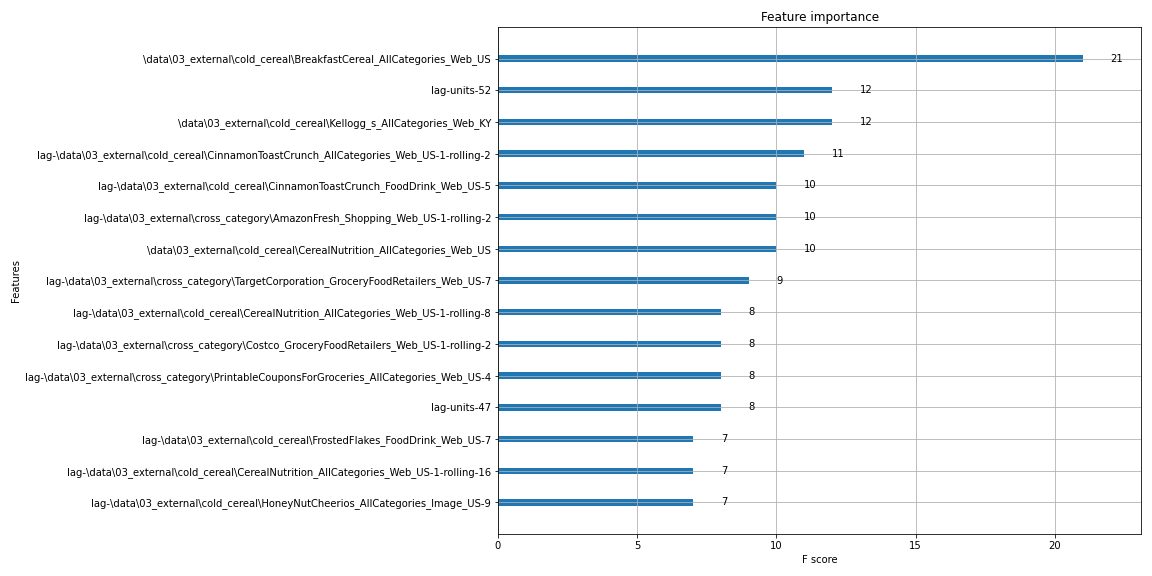 Feature importance
\data\03_external\cold_cereal\BreakfastCereal_AllCategories_Web_US 21
lag-units-52 12
\data\03_external\cold_cereal\Kellogg_s_AllCategories_Web_KY 12
lag-\data\03_external\cold_cereal\CinnamonToastCrunch_AllCategories_Web_US-1-rolling-2 11
lag-\data\03_external\cold_cereal\CinnamonToastCrunch_FoodDrink_Web_US-5 10
lag-\data\03_external\cross_category\AmazonFresh_Shopping_Web_US-1-rolling-2 10
\data\03_external\cold_cereal\CerealNutrition_AllCategories_Web_US 10
lag-\data\03_external\cross_category\TargetCorporation_GroceryFoodRetailers_Web_US-7 9
lag-\data\03_external\cold_cereal\CerealNutrition_AllCategories_Web_US-1-rolling-8 8
lag-\data\03_external\cross_category\Costco_GroceryFoodRetailers_Web_US-1-rolling-2 8
lag-\data\03_external\cross_category\PrintableCouponsForGroceries_AllCategories_Web_US-4 8
lag-units-47 8
lag-\data\03_external\cold_cereal\FrostedFlakes_FoodDrink_Web_US-7 7
lag-\data\03_external\cold_cereal\CerealNutrition_AllCategories_Web_US-1-rolling-16 7
lag-\data\03_external\cold_cereal\HoneyNutCheerios_AllCategories_Image_US-9 7
Features
0 5 10 15 20
F score